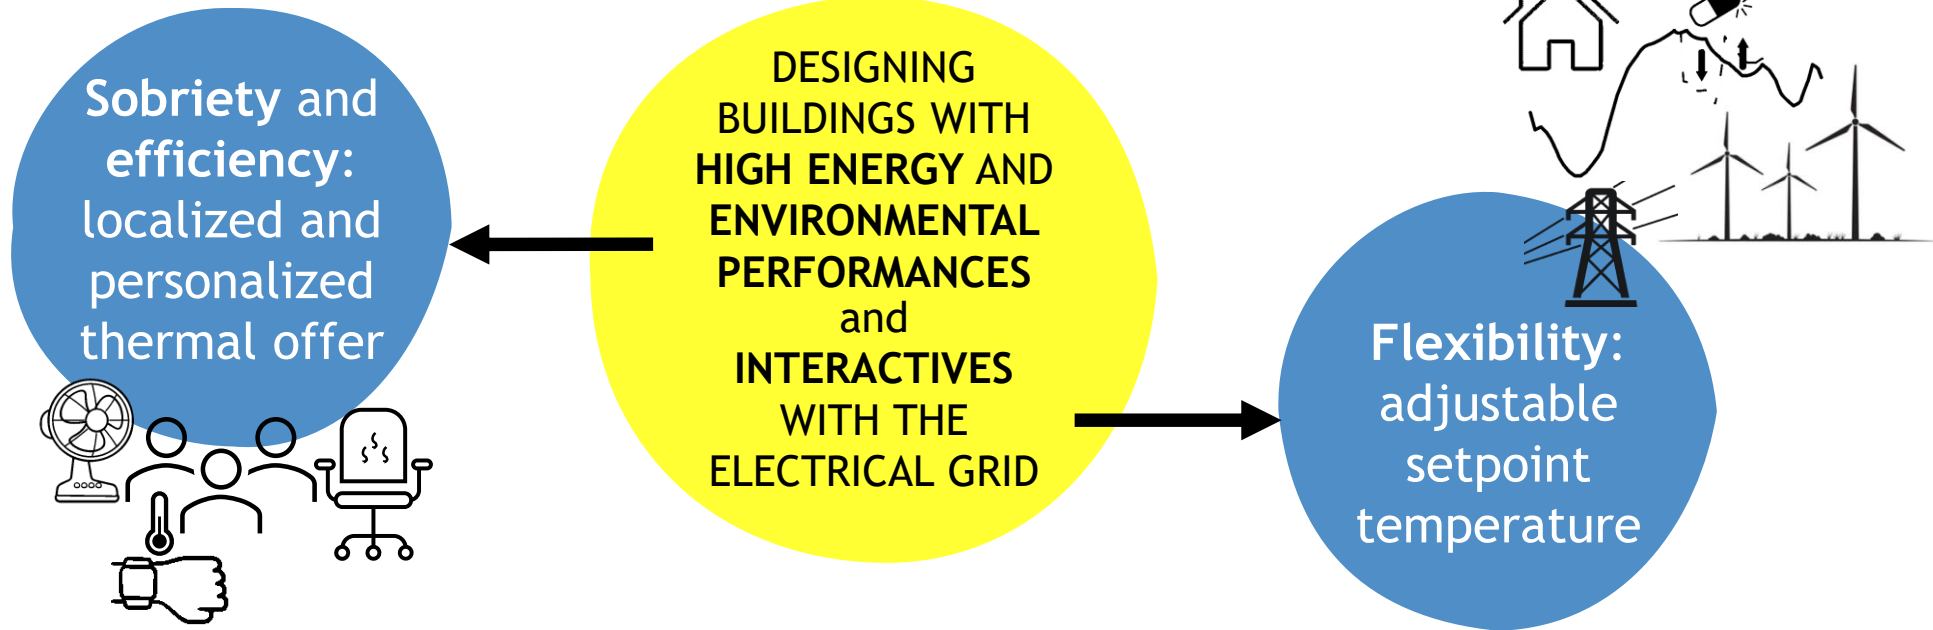 Sobriety and
efficiency:
localized and
personalized
thermal offer
DESIGNING
BUILDINGS WITH
HIGH ENERGY AND
ENVIRONMENTAL
PERFORMANCES
and
INTERACTIVES
WITH THE
ELECTRICAL GRID
Flexibility:
adjustable
setpoint
temperature